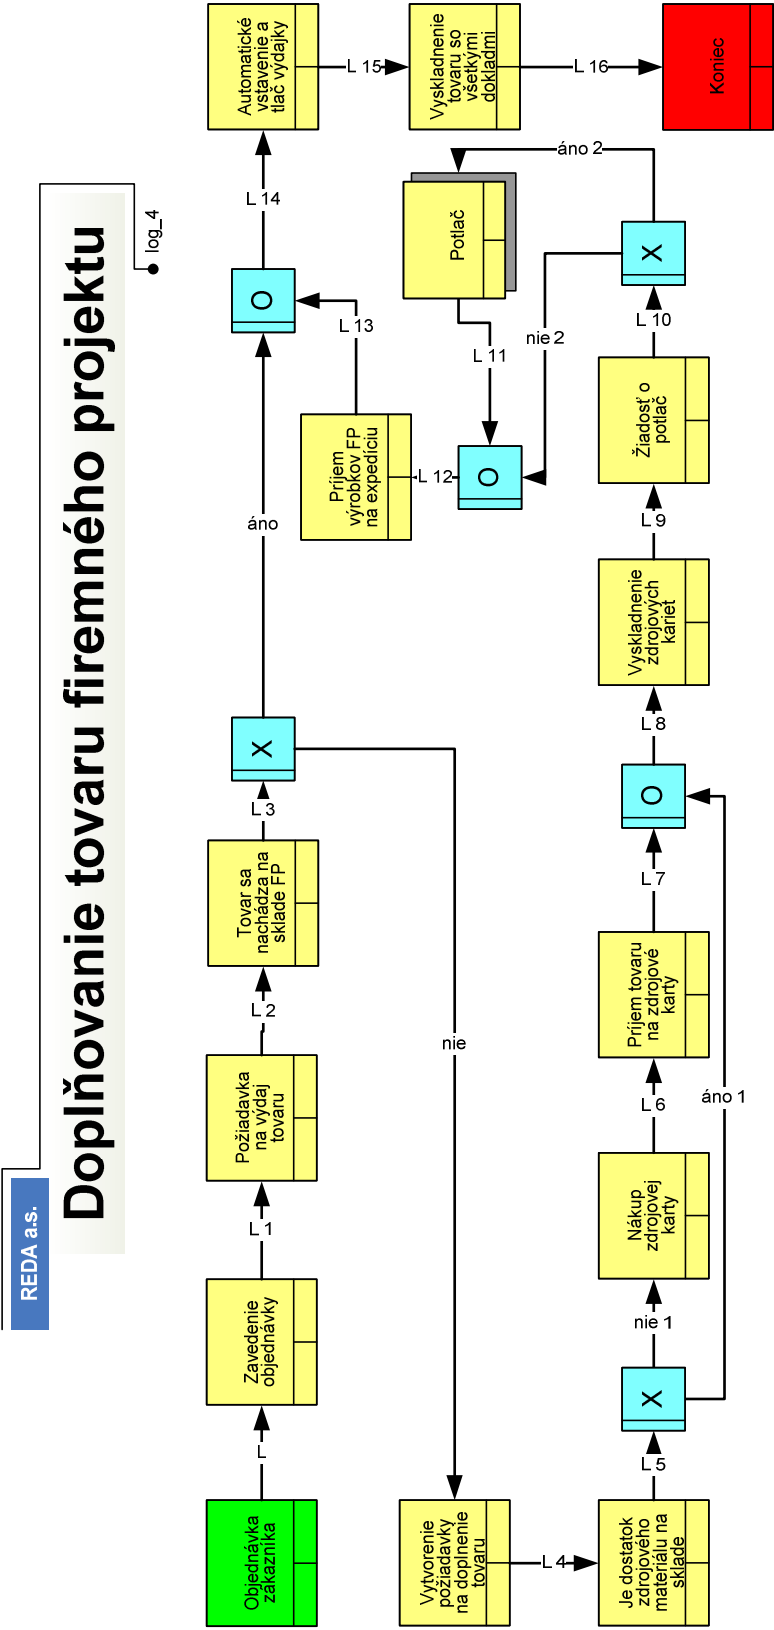 REDA a.s.
Doplňovanie tovaru firemného projektu
log_4
Objednávka
zákazníka
L
Zavedenie
objednávky
L 1
Požiadavka
na výdaj
tovaru
L 2
Tovar sa
nachádza na
sklade FP
L 3
X
áno
O
L 14
Automatické
vstavenie a
tlač výdajky
L 15
Vyskladnenie
tovaru so
všetkými
dokladmi
L 16
Koniec
nie
Príjem
výrobkov FP
na expedíciu
L 13
L 12
O
L 11
Potlač
nie 2
áno 2
Vytvorenie
požiadavky
na doplnenie
tovaru
L 4
Je dostatok
zdrojového
materiálu na
sklade
L 5
X
nie 1
Nákup
zdrojovej
karty
L 6
Príjem tovaru
na zdrojové
karty
L 7
áno 1
O
L 8
Vyskladnenie
zdrojových
kariet
L 9
Žiadosť o
potlač
L 10
X